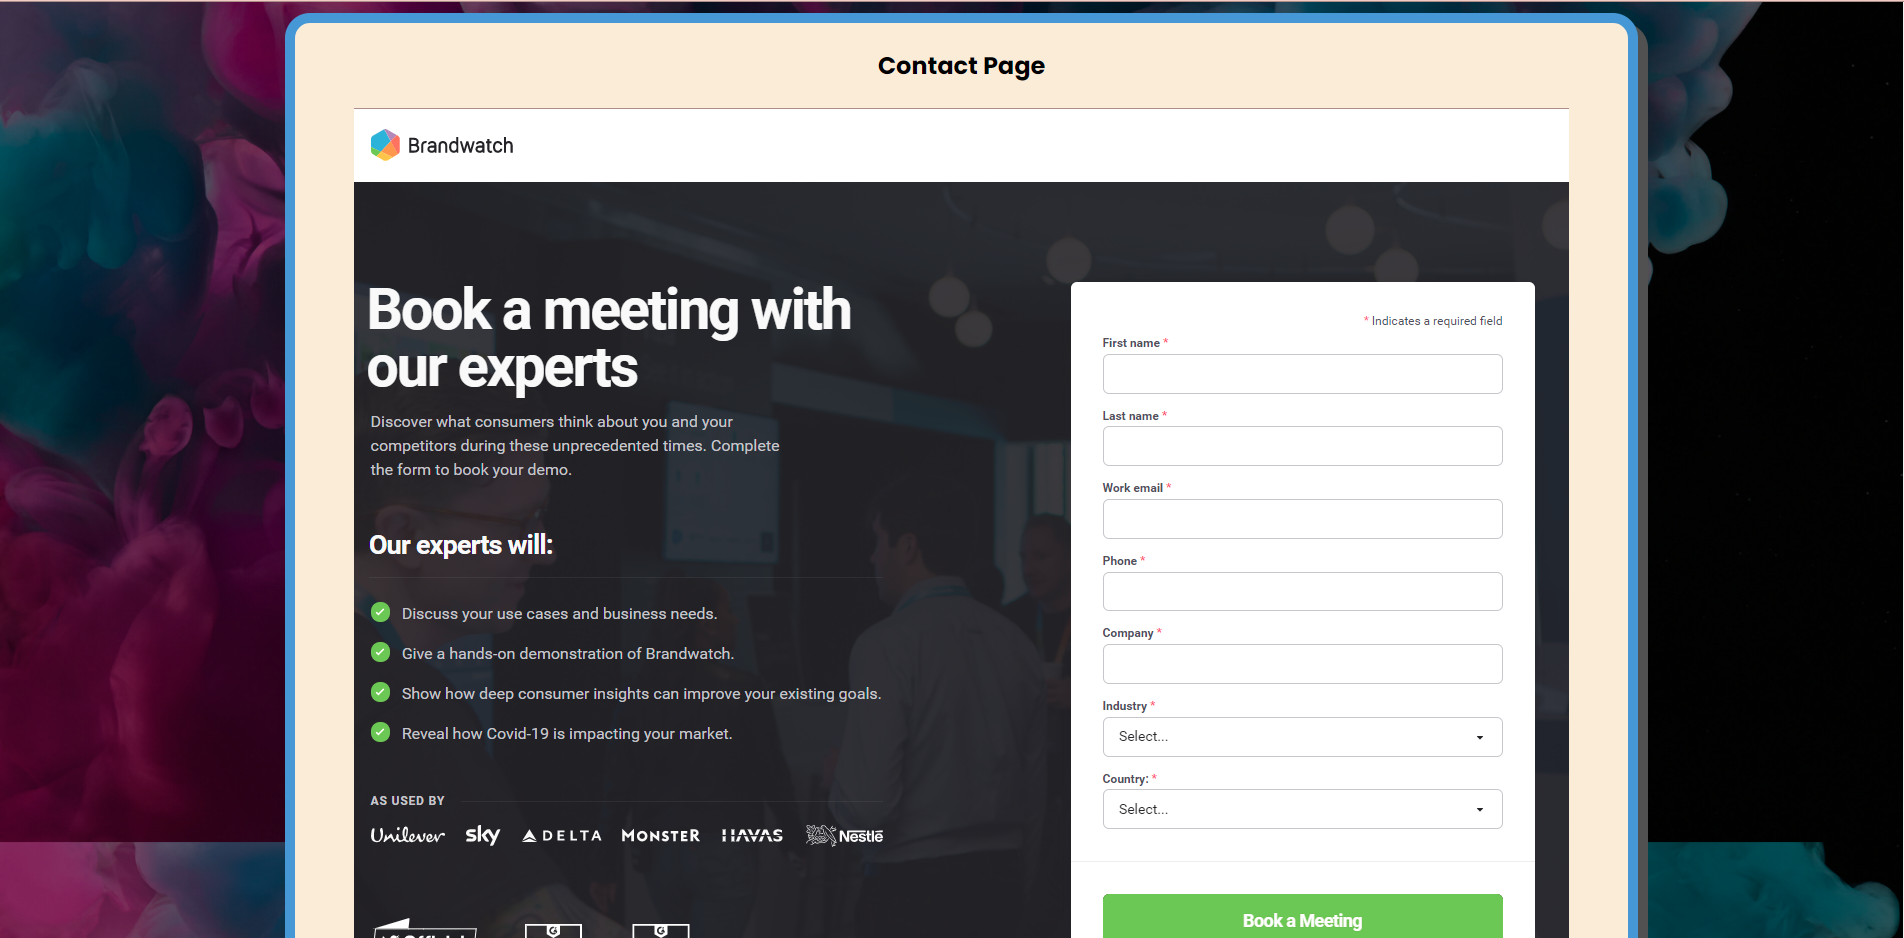 Contact Page
Brandwatch
Book a meeting with
our experts
Discover what consumers think about you and your
competitors during these unprecedented times. Complete
the form to book your demo.
Our experts will:
Discuss your use cases and business needs.
Give a hands-on demonstration of Brandwatch.
Show how deep consumer insights can improve your existing goals.
Reveal how Covid-19 is impacting your market.
AS USED BY
Unilever sky DELTA MONSTER HAVAS Nestlé
* Indicates a required field
First name *
Last name *
Work email *
Phone *
Company *
Industry *
Select...
Country: *
Select...
Book a Meeting